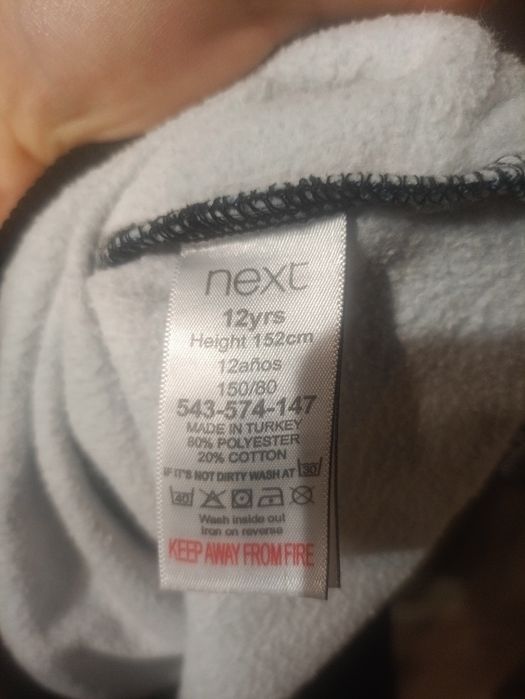 next
12yrs
Height 152cm
12años
150/80
543-574-147
MADE IN TURKEY
80% POLYESTER
20% COTTON
IF IT'S NOT DIRTY WASH AT 30
40
Wash inside out
Iron on reverse
KEEP AWAY FROM FIRE